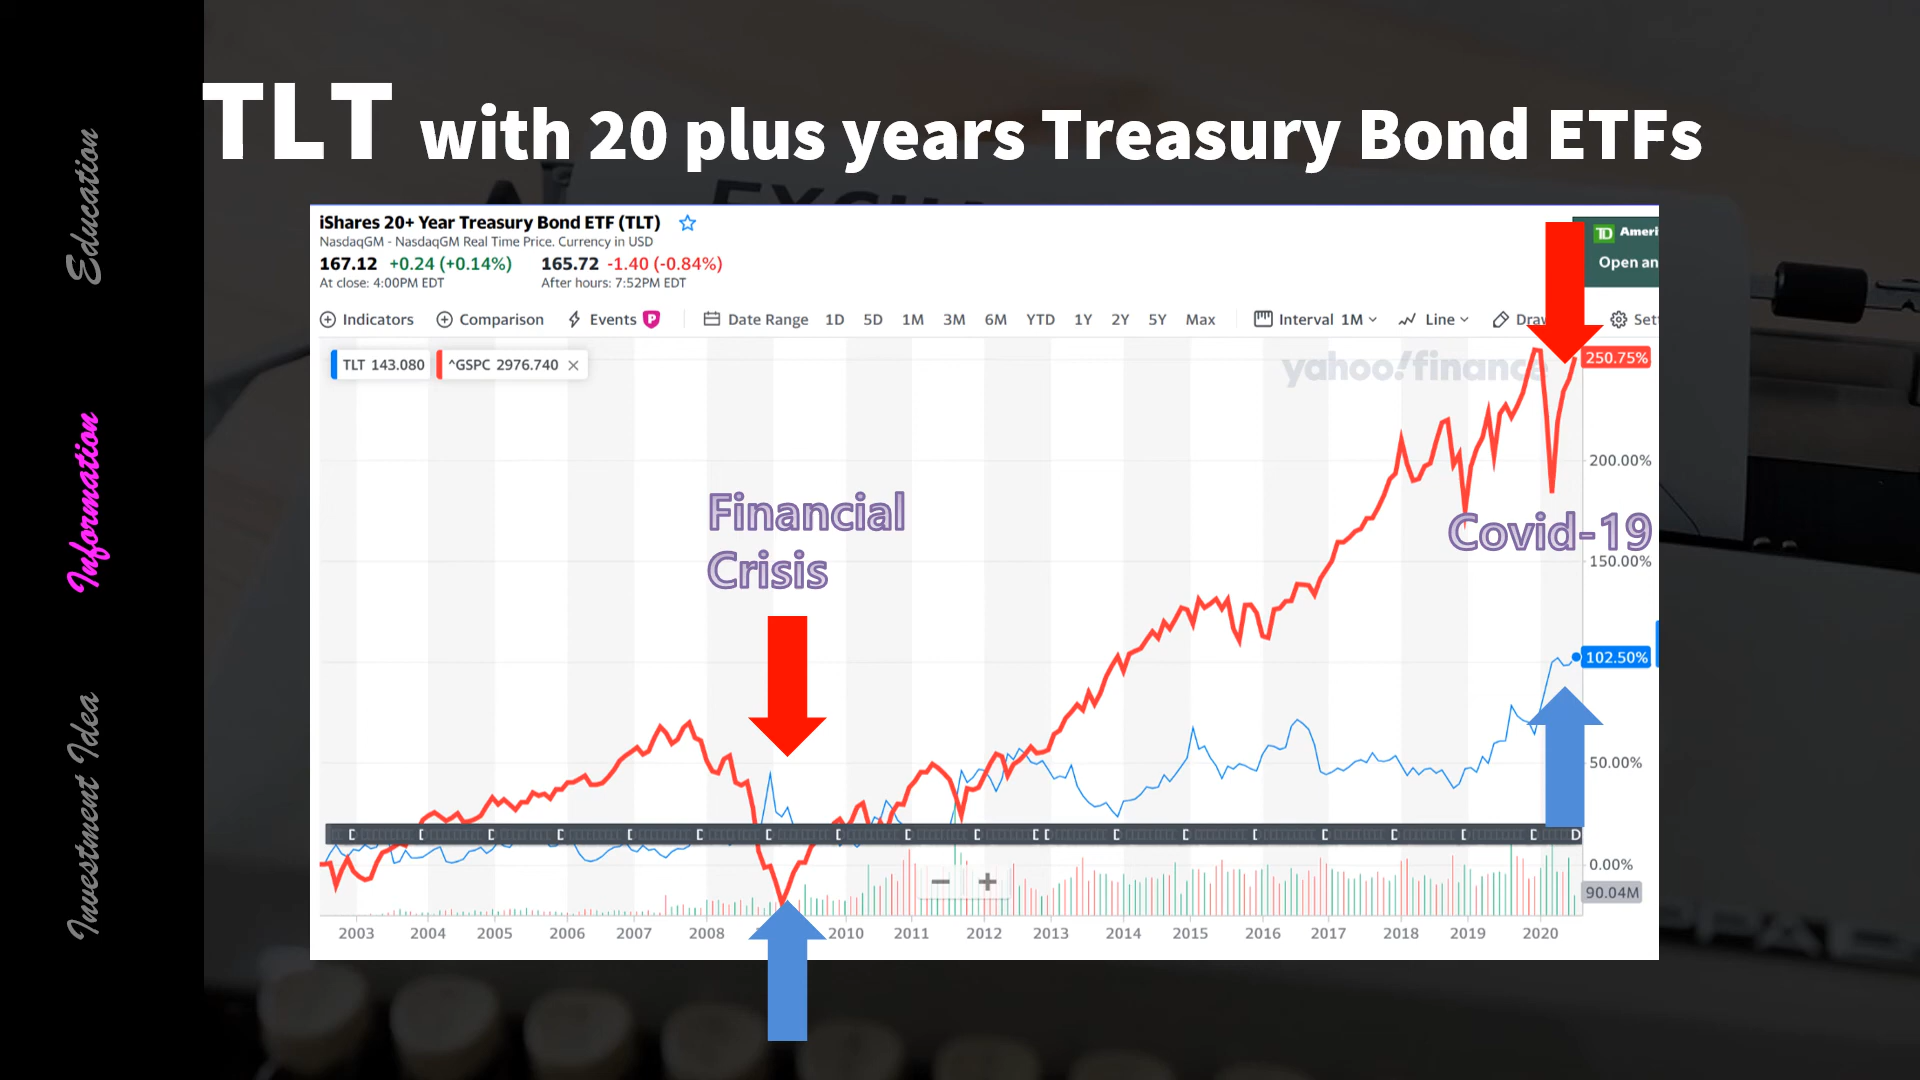 TLT with 20 plus years Treasury Bond ETFs
Education
Information
Investment Idea
iShares 20+ Year Treasury Bond ETF (TLT)
NasdaqGM - NasdaqGM Real Time Price. Currency in USD
167.12 +0.24 (+0.14%) 165.72 -1.40 (-0.84%)
At close: 4:00PM EDT After hours: 7:52PM EDT
TD Ameri
Open an
Indicators Comparison Events P Date Range 1D 5D 1M 3M 6M YTD 1Y 2Y 5Y Max Interval 1M Line Draw Set
TLT 143.080 ^GSPC 2976.740
yahoo!finance
250.75%
200.00%
Financial
Crisis
Covid-19
150.00%
102.50%
50.00%
D D D D D D D D D D D D D D D D D D D D
0.00%
90.04M
2003 2004 2005 2006 2007 2008 2010 2011 2012 2013 2014 2015 2016 2017 2018 2019 2020